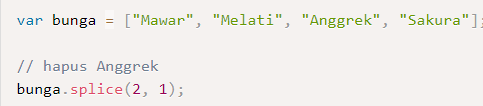 var bunga = ["Mawar", "Melati", "Anggrek", "Sakura"];
// hapus Anggrek
bunga.splice(2, 1);